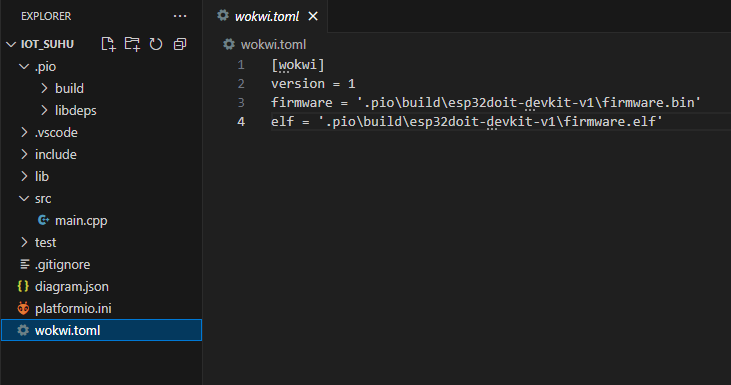 EXPLORER
...
IOT_SUHU
.pio
build
libdeps
.vscode
include
lib
src
main.cpp
test
.gitignore
diagram.json
platformio.ini
wokwi.toml
wokwi.toml
wokwi.toml
1 [wokwi]
2 version = 1
3 firmware = '.pio\build\esp32doit-devkit-v1\firmware.bin'
4 elf = '.pio\build\esp32doit-devkit-v1\firmware.elf'